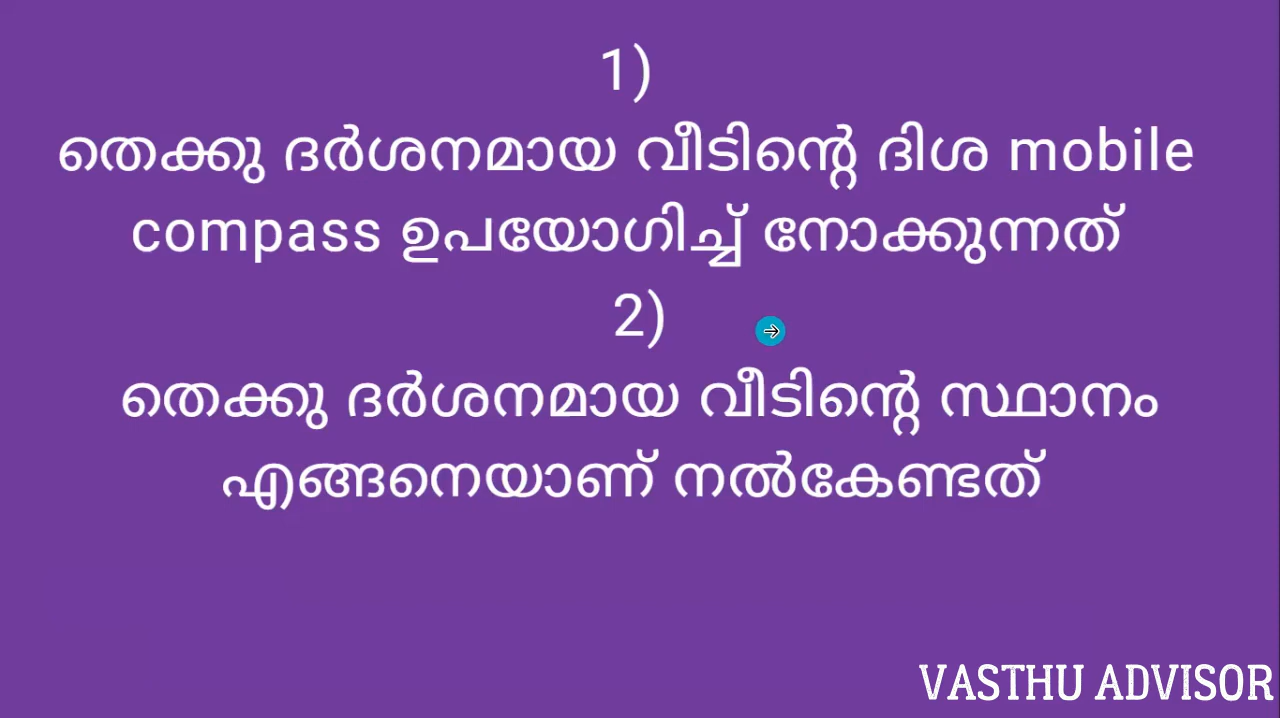 1)
തെക്കു ദർശനമായ വീടിന്റെ ദിശ mobile
compass ഉപയോഗിച്ച് നോക്കുന്നത്
2)
തെക്കു ദർശനമായ വീടിന്റെ സ്ഥാനം
എങ്ങനെയാണ് നൽകേണ്ടത്
VASTHU ADVISOR